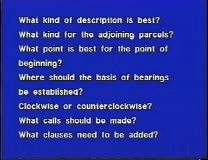 What kind of description is best?
What kind for the adjoining parcels?
What point is best for the point of
beginning?
Where should the basis of bearings
be established?
Clockwise or counterclockwise?
What calls should be made?
What clauses need to be added?